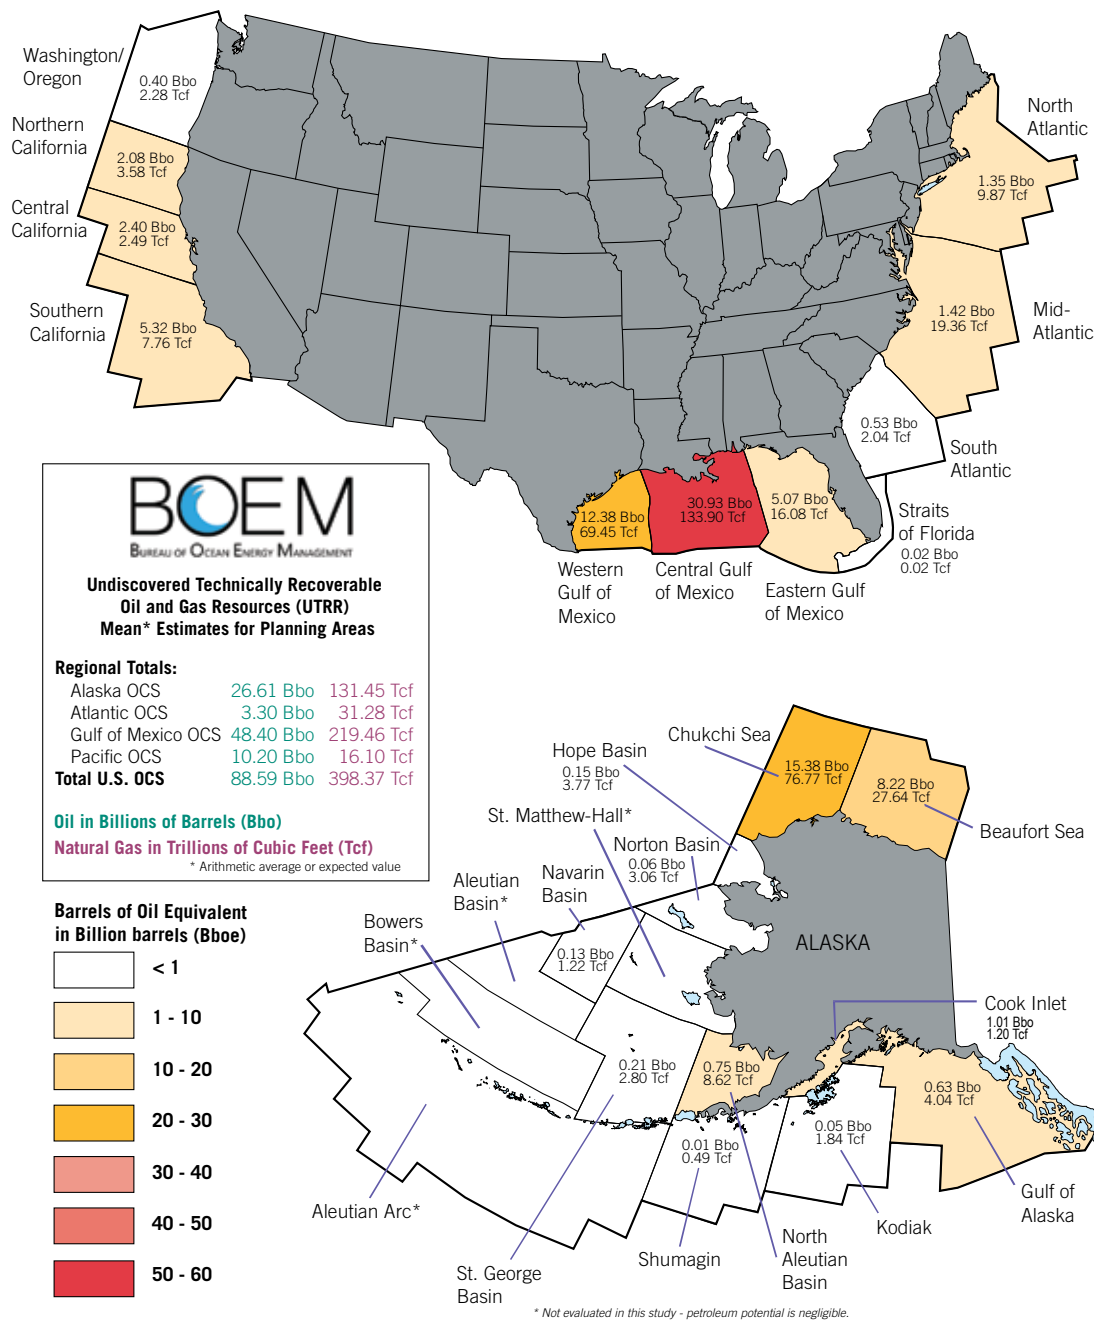 Washington/
Oregon
0.40 Bbo
2.28 Tcf
Northern
California
2.08 Bbo
3.58 Tcf
Central
California
2.40 Bbo
2.49 Tcf
Southern
California
5.32 Bbo
7.76 Tcf
North
Atlantic
1.35 Bbo
9.87 Tcf
Mid-
Atlantic
1.42 Bbo
19.36 Tcf
0.53 Bbo
2.04 Tcf
South
Atlantic
Straits
of Florida
0.02 Bbo
0.02 Tcf
12.38 Bbo
69.45 Tcf
Western
Gulf of
Mexico
30.93 Bbo
133.90 Tcf
Central Gulf
of Mexico
5.07 Bbo
16.08 Tcf
Eastern Gulf
of Mexico
BOEM
BUREAU OF OCEAN ENERGY MANAGEMENT
Undiscovered Technically Recoverable
Oil and Gas Resources (UTRR)
Mean* Estimates for Planning Areas
Regional Totals:
Alaska OCS 26.61 Bbo 131.45 Tcf
Atlantic OCS 3.30 Bbo 31.28 Tcf
Gulf of Mexico OCS 48.40 Bbo 219.46 Tcf
Pacific OCS 10.20 Bbo 16.10 Tcf
Total U.S. OCS 88.59 Bbo 398.37 Tcf
Oil in Billions of Barrels (Bbo)
Natural Gas in Trillions of Cubic Feet (Tcf)
* Arithmetic average or expected value
Barrels of Oil Equivalent
in Billion barrels (Bboe)
< 1
1 - 10
10 - 20
20 - 30
30 - 40
40 - 50
50 - 60
Chukchi Sea
15.38 Bbo
76.77 Tcf
8.22 Bbo
27.64 Tcf
Beaufort Sea
Hope Basin
0.15 Bbo
3.77 Tcf
St. Matthew-Hall*
Norton Basin
0.06 Bbo
3.06 Tcf
Navarin
Basin
0.13 Bbo
1.22 Tcf
Aleutian
Basin*
Bowers
Basin*
ALASKA
Cook Inlet
1.01 Bbo
1.20 Tcf
0.21 Bbo
2.80 Tcf
0.75 Bbo
8.62 Tcf
0.63 Bbo
4.04 Tcf
0.05 Bbo
1.84 Tcf
0.01 Bbo
0.49 Tcf
Aleutian Arc*
St. George
Basin
Shumagin
North
Aleutian
Basin
Kodiak
Gulf of
Alaska
* Not evaluated in this study - petroleum potential is negligible.